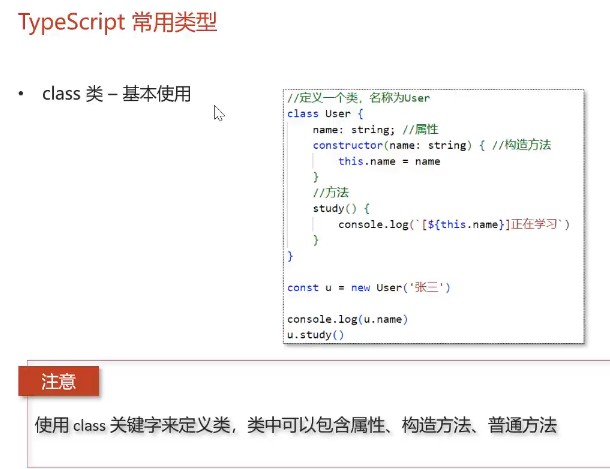 TypeScript 常用类型
• class 类 – 基本使用
//定义一个类，名称为User
class User {
    name: string; //属性
    constructor(name: string) { //构造方法
        this.name = name
    }
    //方法
    study() {
        console.log(`[${this.name}]正在学习`)
    }
}
const u = new User('张三')
console.log(u.name)
u.study()
注意
使用 class 关键字来定义类，类中可以包含属性、构造方法、普通方法